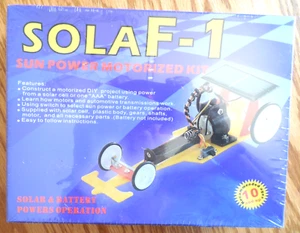 SOLAF-1
SUN POWER MOTORIZED KIT
Features:
• Construct a motorized DIY project using power
from a solar cell or one "AAA" battery
• Learn how motors and automotive transmissions work.
• Using switch to select sun power or battery operation.
• Supplied with solar cell, plastic body, gears, shafts,
motor, and all necessary parts. (Battery not included)
• Easy to follow instructions.
10
SOLAR & BATTERY
POWERS OPERATION